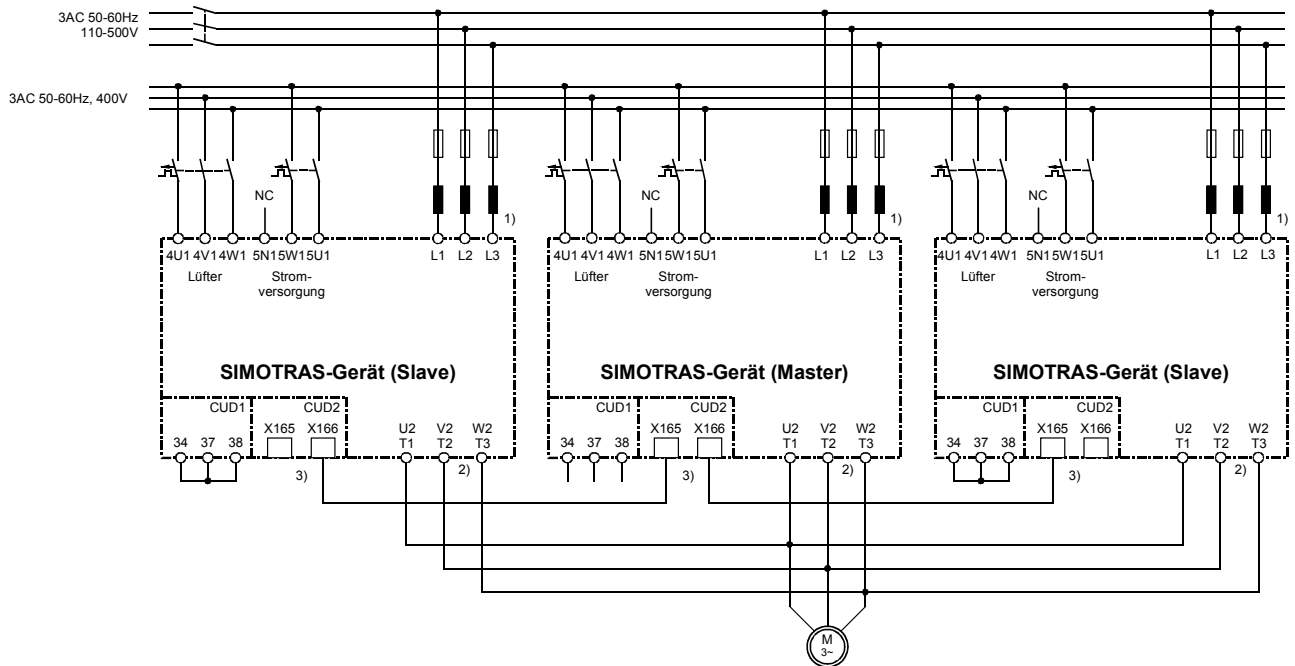 3AC 50-60Hz
110-500V
3AC 50-60Hz, 400V
NC NC NC
1) 1) 1)
4U1 4V1 4W1 5N1 5W1 5U1 L1 L2 L3
Lüfter Strom-
versorgung
4U1 4V1 4W1 5N1 5W1 5U1 L1 L2 L3
Lüfter Strom-
versorgung
4U1 4V1 4W1 5N1 5W1 5U1 L1 L2 L3
Lüfter Strom-
versorgung
SIMOTRAS-Gerät (Slave)
SIMOTRAS-Gerät (Master)
SIMOTRAS-Gerät (Slave)
CUD1 CUD2
X165 X166 U2 V2 W2
34 37 38 T1 T2 T3
3) 2)
CUD1 CUD2
X165 X166 U2 V2 W2
34 37 38 T1 T2 T3
3) 2)
CUD1 CUD2
X165 X166 U2 V2 W2
34 37 38 T1 T2 T3
3) 2)
M
3~